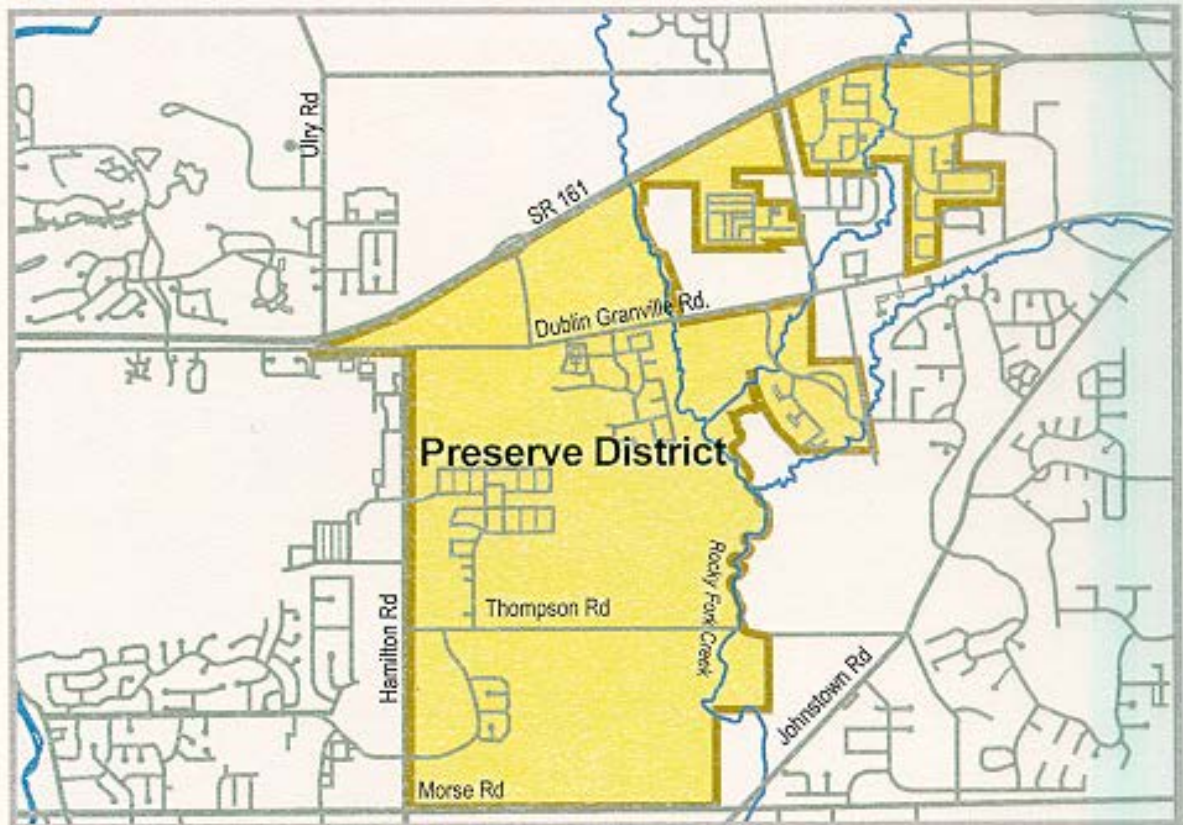 Ulry Rd
SR 161
Dublin Granville Rd.
Preserve District
Rocky Fork Creek
Thompson Rd
Hamilton Rd
Johnstown Rd
Morse Rd